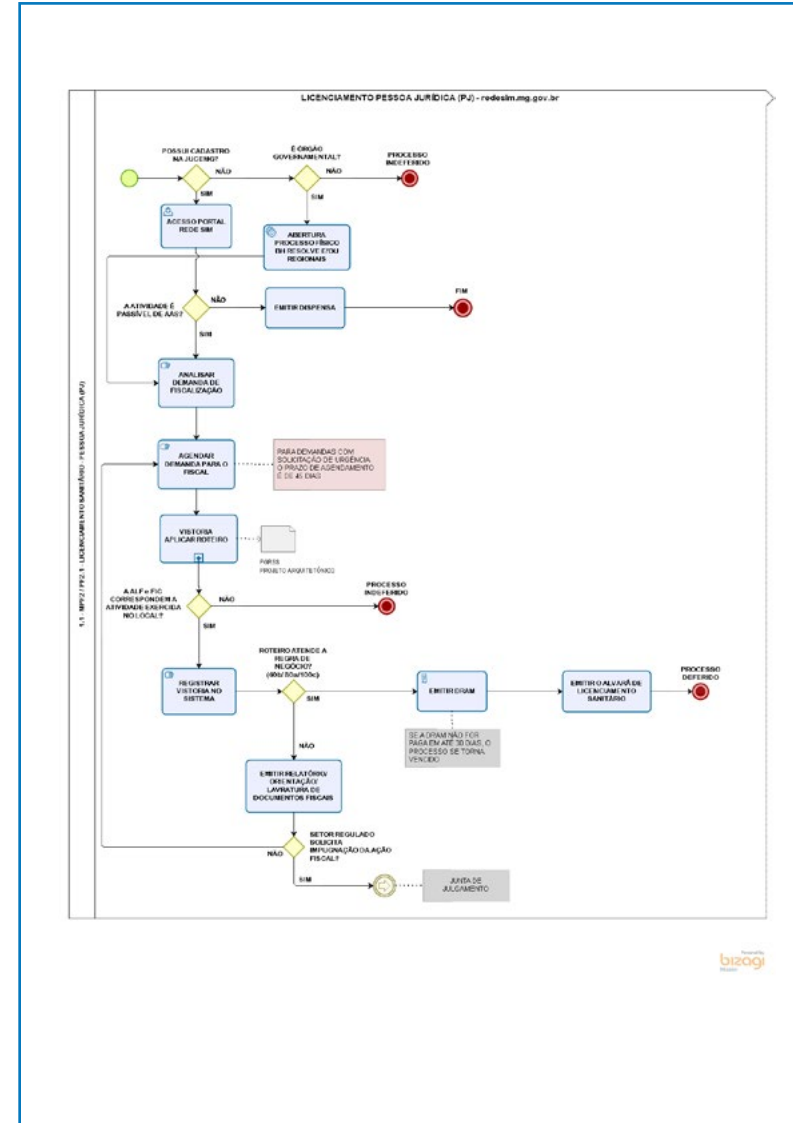 LICENCIAMENTO PESSOA JURÍDICA (PJ) - redesim.mg.gov.br
POSSUI CADASTRO
NA JUCEMG?
NÃO
SIM
É ORGÃO
GOVERNAMENTAL?
NÃO
SIM
PROCESSO
INDEFERIDO
ACESSO PORTAL
REDE SIM
ABERTURA
PROCESSO FÍSICO
BH RESOLVE E/OU
REGIONAIS
A ATIVIDADE É
PASSÍVEL DE AAS?
NÃO
SIM
EMITIR DISPENSA
FIM
ANALISAR
DEMANDA DE
FISCALIZAÇÃO
AGENDAR
DEMANDA PARA O
FISCAL
PARA DEMANDAS COM
SOLICITAÇÃO DE URGÊNCIA
O PRAZO DE AGENDAMENTO
É DE 45 DIAS
VISTORIA
APLICAR ROTEIRO
PGRSS
PROJETO ARQUITETÔNICO
A ALF e FIC
CORRESPONDEM A
ATIVIDADE EXERCIDA
NO LOCAL?
NÃO
SIM
PROCESSO
INDEFERIDO
REGISTRAR
VISTORIA NO
SISTEMA
ROTEIRO ATENDE A
REGRA DE
NEGÓCIO?
SIM
NÃO
EMITIR DRAM
EMITIR O ALVARÁ DE
LICENCIAMENTO
SANITÁRIO
PROCESSO
DEFERIDO
SE A DRAM NÃO FOR
PAGA EM ATÉ 30 DIAS, O
PROCESSO SE TORNA
VENCIDO
EMITIR RELATÓRIO/
ORIENTAÇÃO/
LAVRATURA DE
DOCUMENTOS FISCAIS
SETOR REGULADO
SOLICITA
IMPUGNAÇÃO DA AÇÃO
FISCAL?
NÃO
SIM
JUNTA DE
JULGAMENTO
LICENCIAMENTO SANITÁRIO - PESSOA JURÍDICA (PJ)
Powered by
bizagi
Modeler